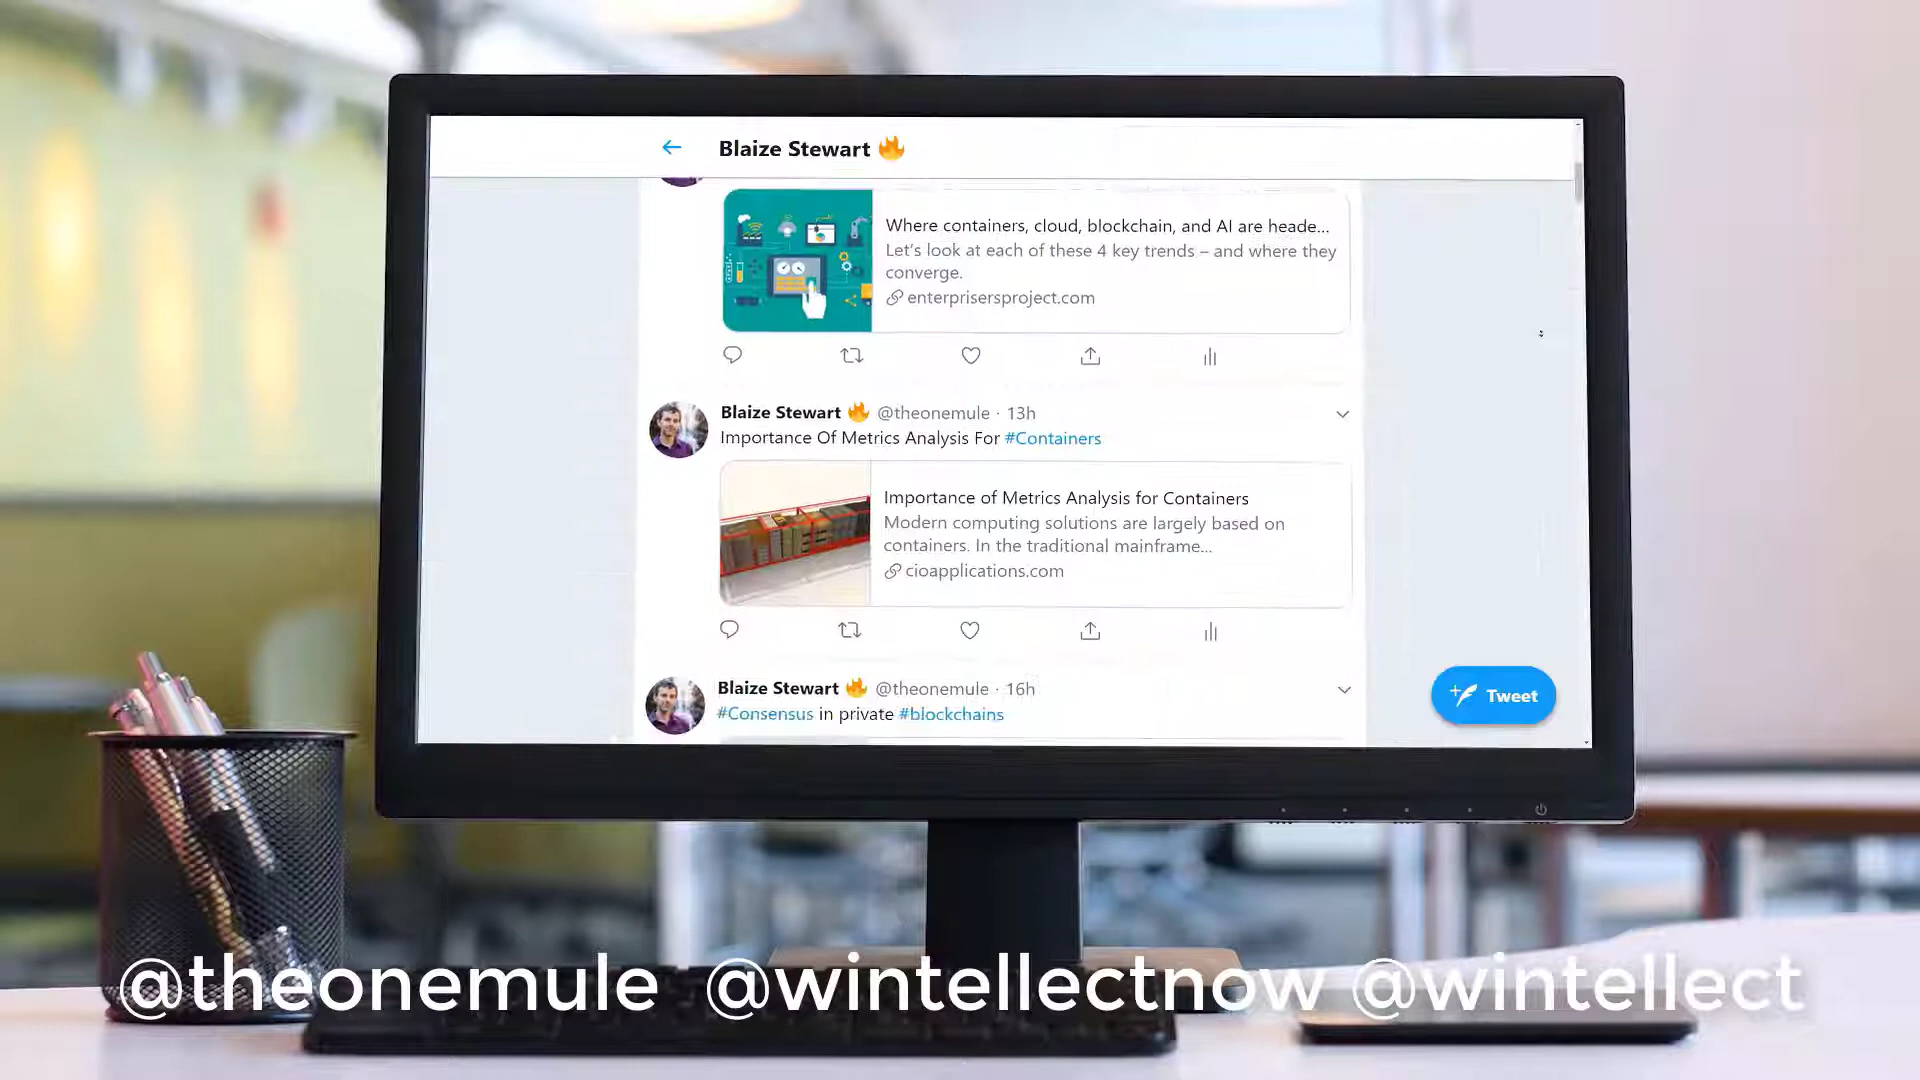 Blaize Stewart 🔥
Where containers, cloud, blockchain, and AI are heade...
Let's look at each of these 4 key trends – and where they
converge.
enterprisersproject.com
Blaize Stewart 🔥 @theonemule · 13h
Importance Of Metrics Analysis For #Containers
Importance of Metrics Analysis for Containers
Modern computing solutions are largely based on
containers. In the traditional mainframe...
cioapplications.com
Blaize Stewart 🔥 @theonemule · 16h
#Consensus in private #blockchains
Tweet
@theonemule @wintellectnow @wintellect